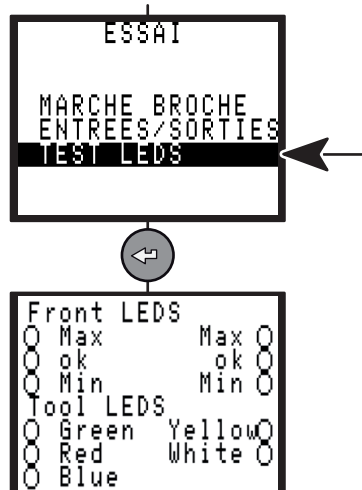 ESSAI
MARCHE BROCHE
ENTREES/SORTIES
TEST LEDS
Front LEDS
Max Max
ok ok
Min Min
Tool LEDS
Green Yellow
Red White
Blue